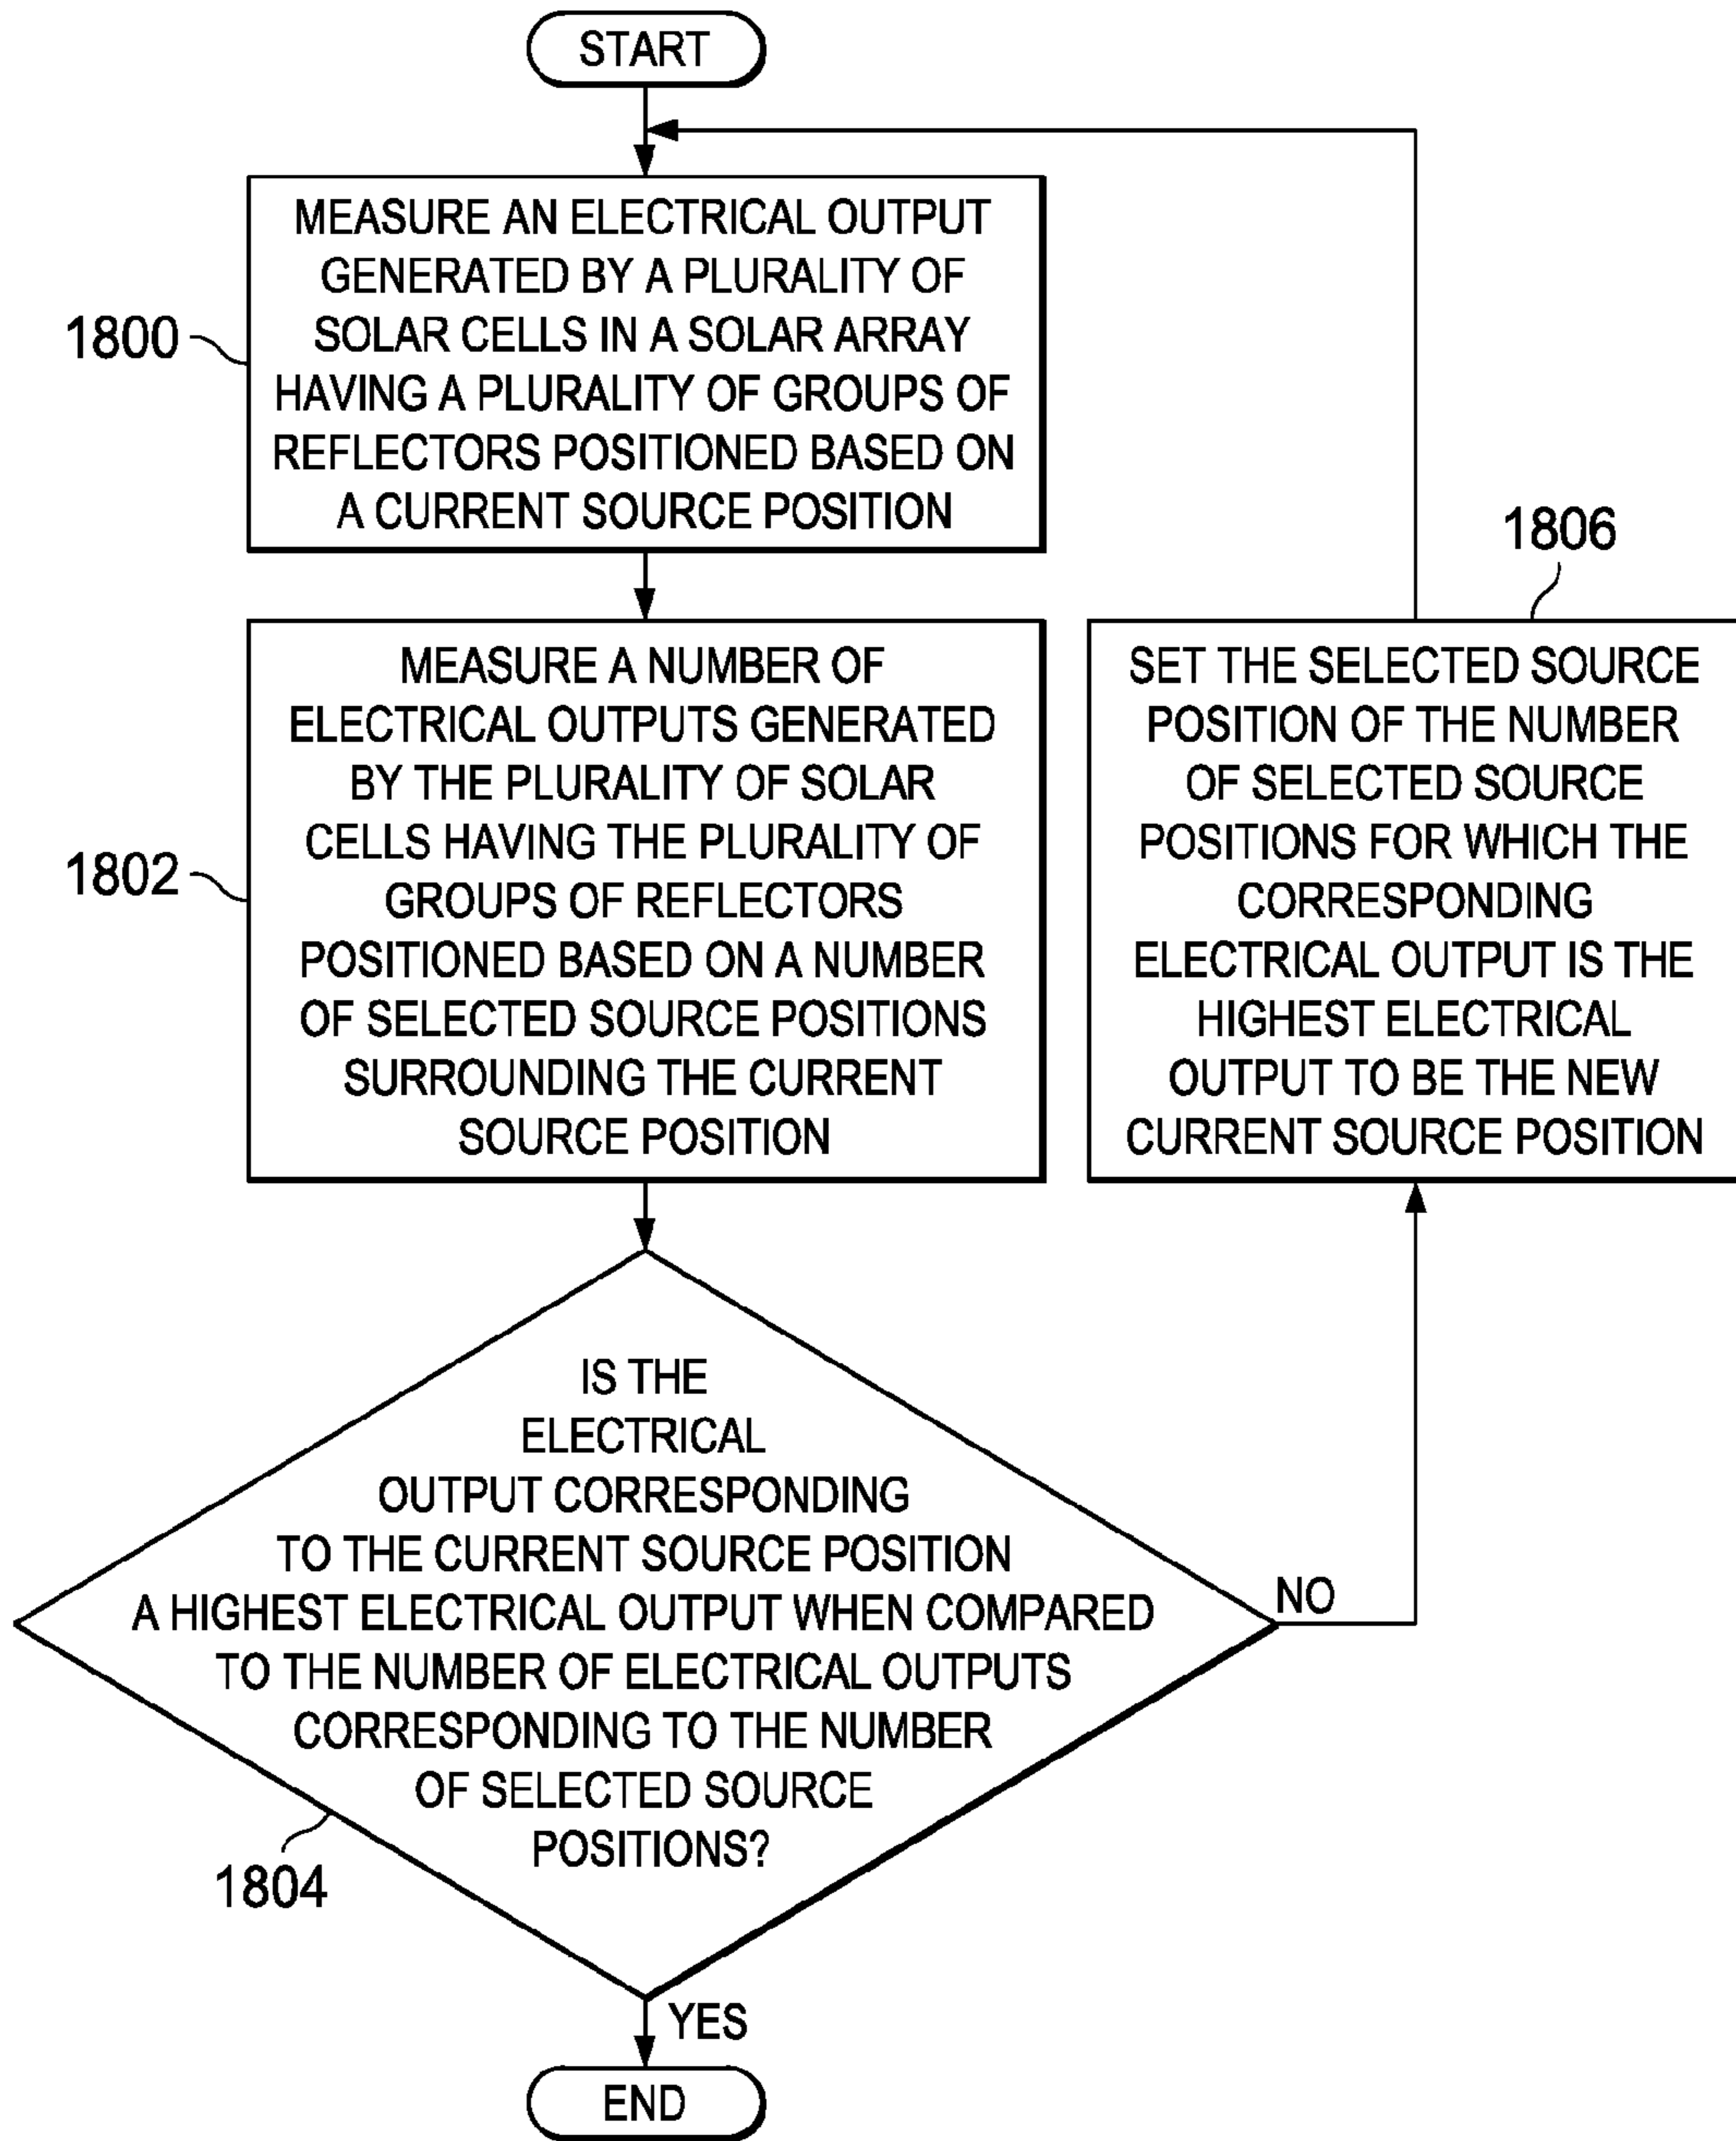 START
MEASURE AN ELECTRICAL OUTPUT
GENERATED BY A PLURALITY OF
SOLAR CELLS IN A SOLAR ARRAY
HAVING A PLURALITY OF GROUPS OF
REFLECTORS POSITIONED BASED ON
A CURRENT SOURCE POSITION
1800
MEASURE A NUMBER OF
ELECTRICAL OUTPUTS GENERATED
BY THE PLURALITY OF SOLAR
CELLS HAVING THE PLURALITY OF
GROUPS OF REFLECTORS
POSITIONED BASED ON A NUMBER
OF SELECTED SOURCE POSITIONS
SURROUNDING THE CURRENT
SOURCE POSITION
1802
1806
SET THE SELECTED SOURCE
POSITION OF THE NUMBER
OF SELECTED SOURCE
POSITIONS FOR WHICH THE
CORRESPONDING
ELECTRICAL OUTPUT IS THE
HIGHEST ELECTRICAL
OUTPUT TO BE THE NEW
CURRENT SOURCE POSITION
IS THE
ELECTRICAL
OUTPUT CORRESPONDING
TO THE CURRENT SOURCE POSITION
A HIGHEST ELECTRICAL OUTPUT WHEN COMPARED
TO THE NUMBER OF ELECTRICAL OUTPUTS
CORRESPONDING TO THE NUMBER
OF SELECTED SOURCE
POSITIONS?
NO
1804
YES
END